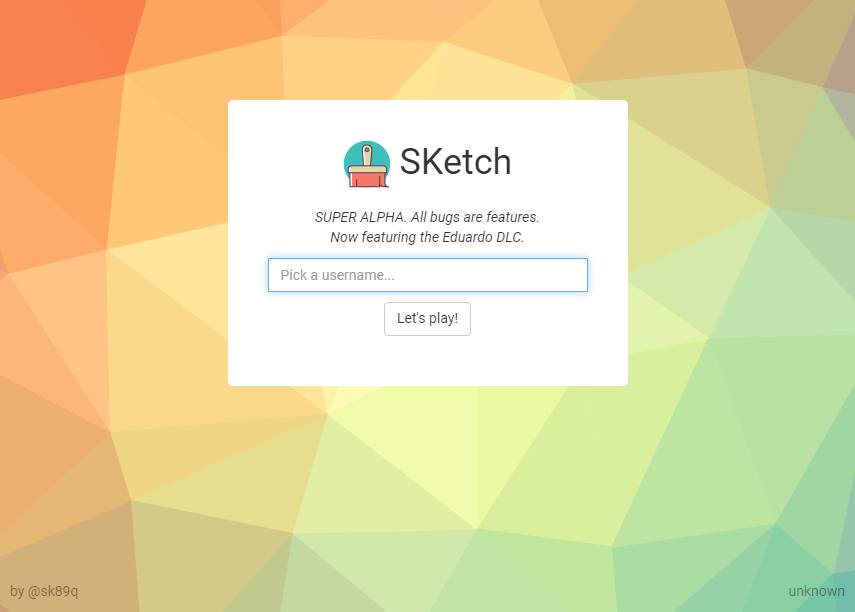 SKetch
SUPER ALPHA. All bugs are features.
Now featuring the Eduardo DLC.
Pick a username...
Let's play!
by @sk89q
unknown